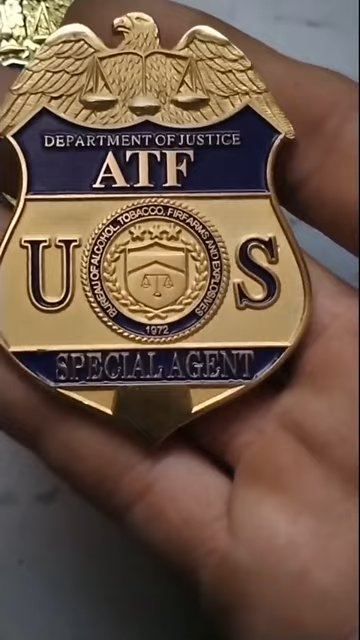 DEPARTMENT OF JUSTICE
ATF
U S
BUREAU OF ALCOHOL, TOBACCO, FIREARMS AND EXPLOSIVES
1972
SPECIAL AGENT